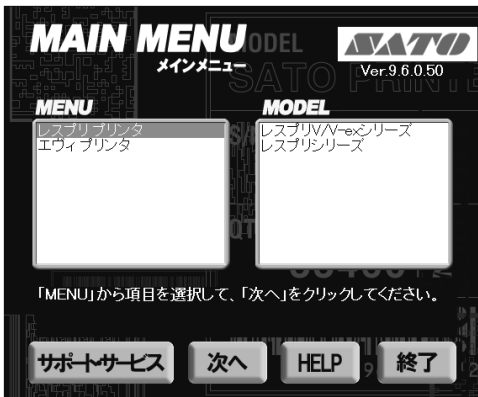 MAIN MENU
メインメニュー
SATO
Ver.9.6.0.50
MENU
MODEL
レスプリ プリンタ
エヴィ プリンタ
レスプリV/V-exシリーズ
レスプリシリーズ
「MENU」から項目を選択して、「次へ」をクリックしてください。
サポートサービス
次へ
HELP
終了
MODEL
SATO PRINTE